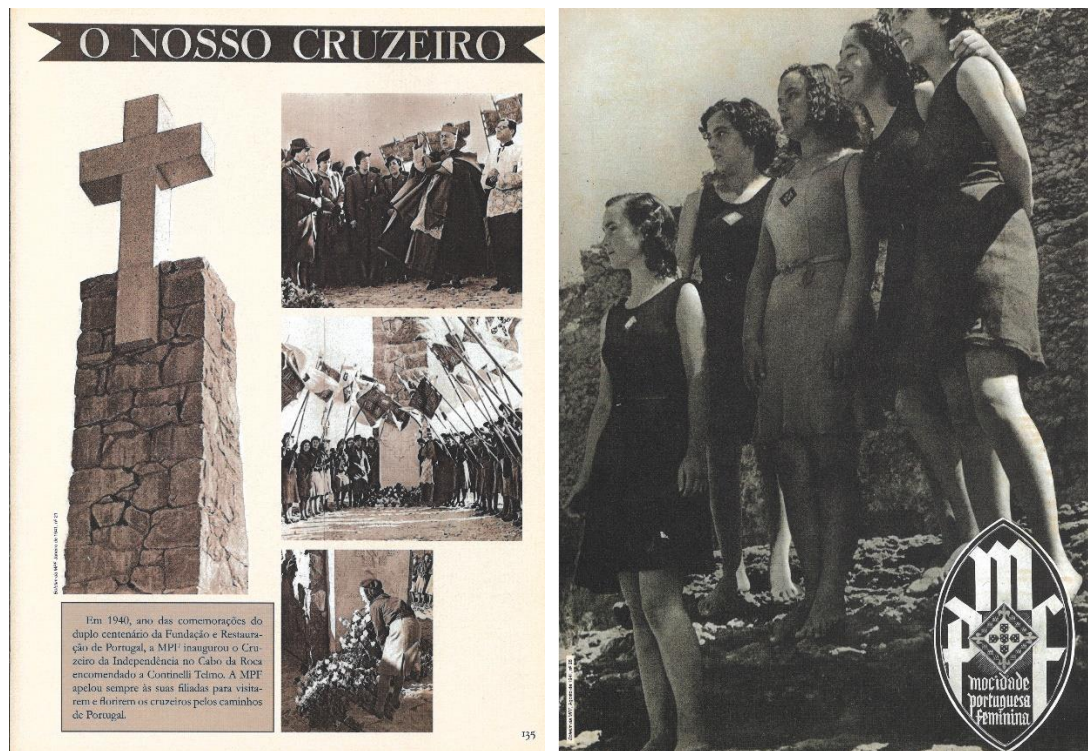 O NOSSO CRUZEIRO
Em 1940, ano das comemorações do
duplo centenário da Fundação e Restaura-
ção de Portugal, a MPF inaugurou o Cru-
zeiro da Independência no Cabo da Roca
encomendado a Continelli Telmo. A MPF
apelou sempre às suas filiadas para visita-
rem e florirem os cruzeiros pelos caminhos
de Portugal.
135
mpf
mocidade
portuguesa
feminina